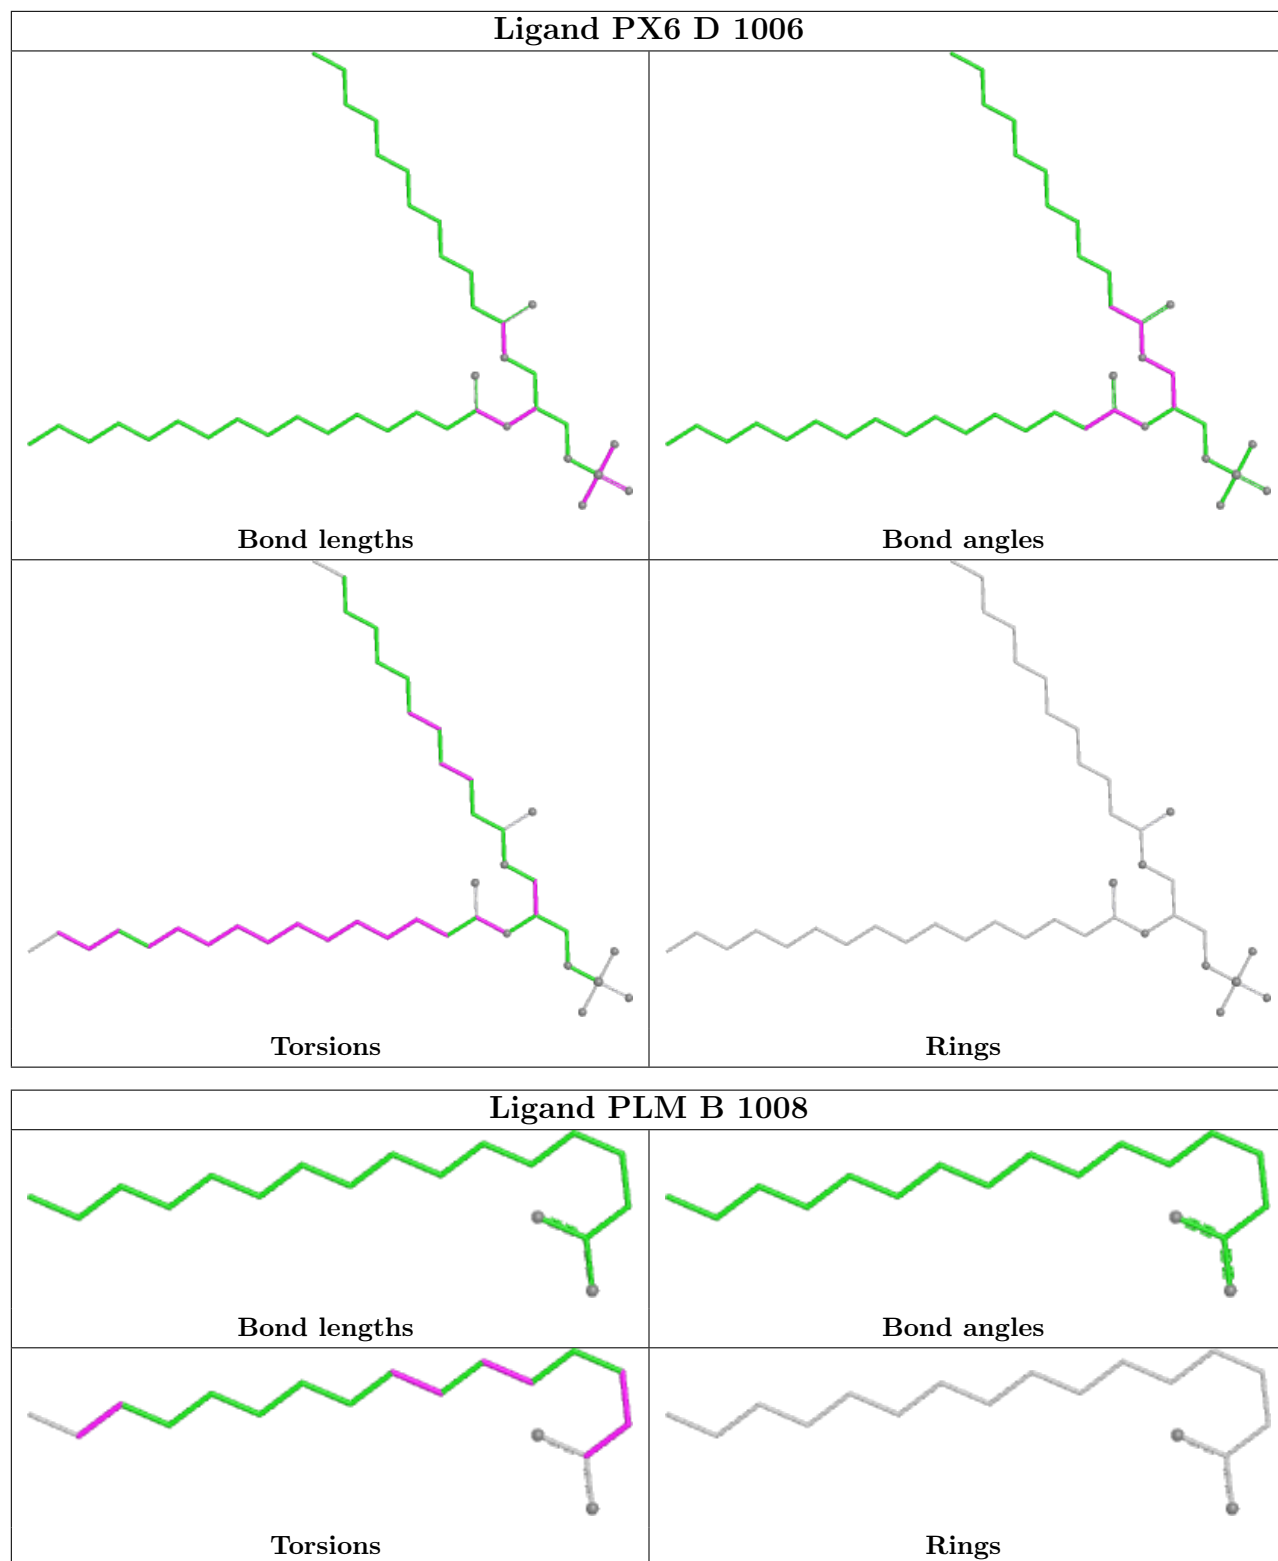 Ligand PX6 D 1006
Bond lengths
Bond angles
Torsions
Rings
Ligand PLM B 1008
Bond lengths
Bond angles
Torsions
Rings